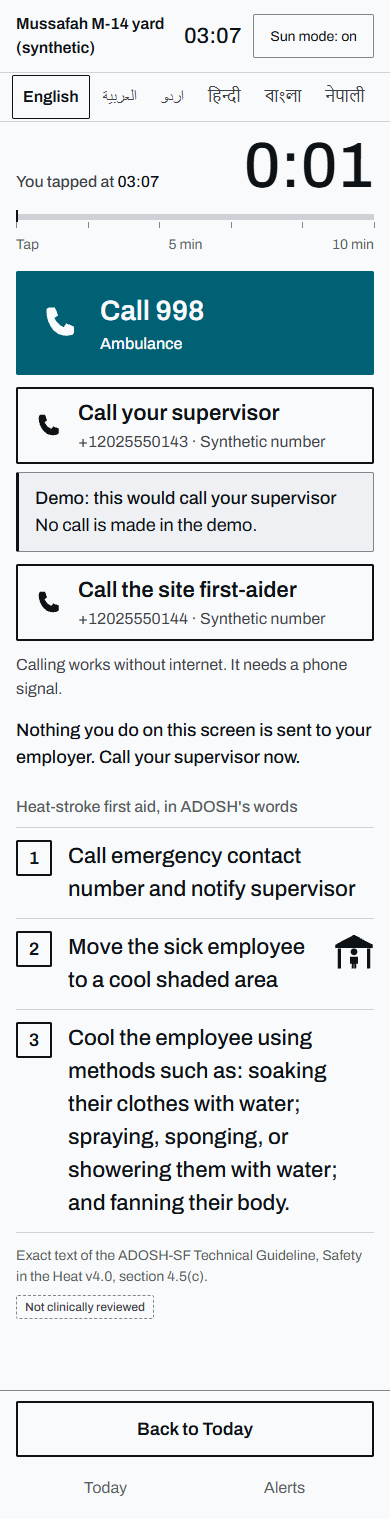 Mussafah M-14 yard
(synthetic)
03:07
Sun mode: on
English
العربية
اردو
हिन्दी
বাংলা
नेपाली
You tapped at 03:07
0:01
Tap
5 min
10 min
Call 998
Ambulance
Call your supervisor
+12025550143 · Synthetic number
Demo: this would call your supervisor
No call is made in the demo.
Call the site first-aider
+12025550144 · Synthetic number
Calling works without internet. It needs a phone
signal.
Nothing you do on this screen is sent to your
employer. Call your supervisor now.
Heat-stroke first aid, in ADOSH's words
1
Call emergency contact
number and notify supervisor
2
Move the sick employee
to a cool shaded area
3
Cool the employee using
methods such as: soaking
their clothes with water;
spraying, sponging, or
showering them with water;
and fanning their body.
Exact text of the ADOSH-SF Technical Guideline, Safety
in the Heat v4.0, section 4.5(c).
Not clinically reviewed
Back to Today
Today
Alerts